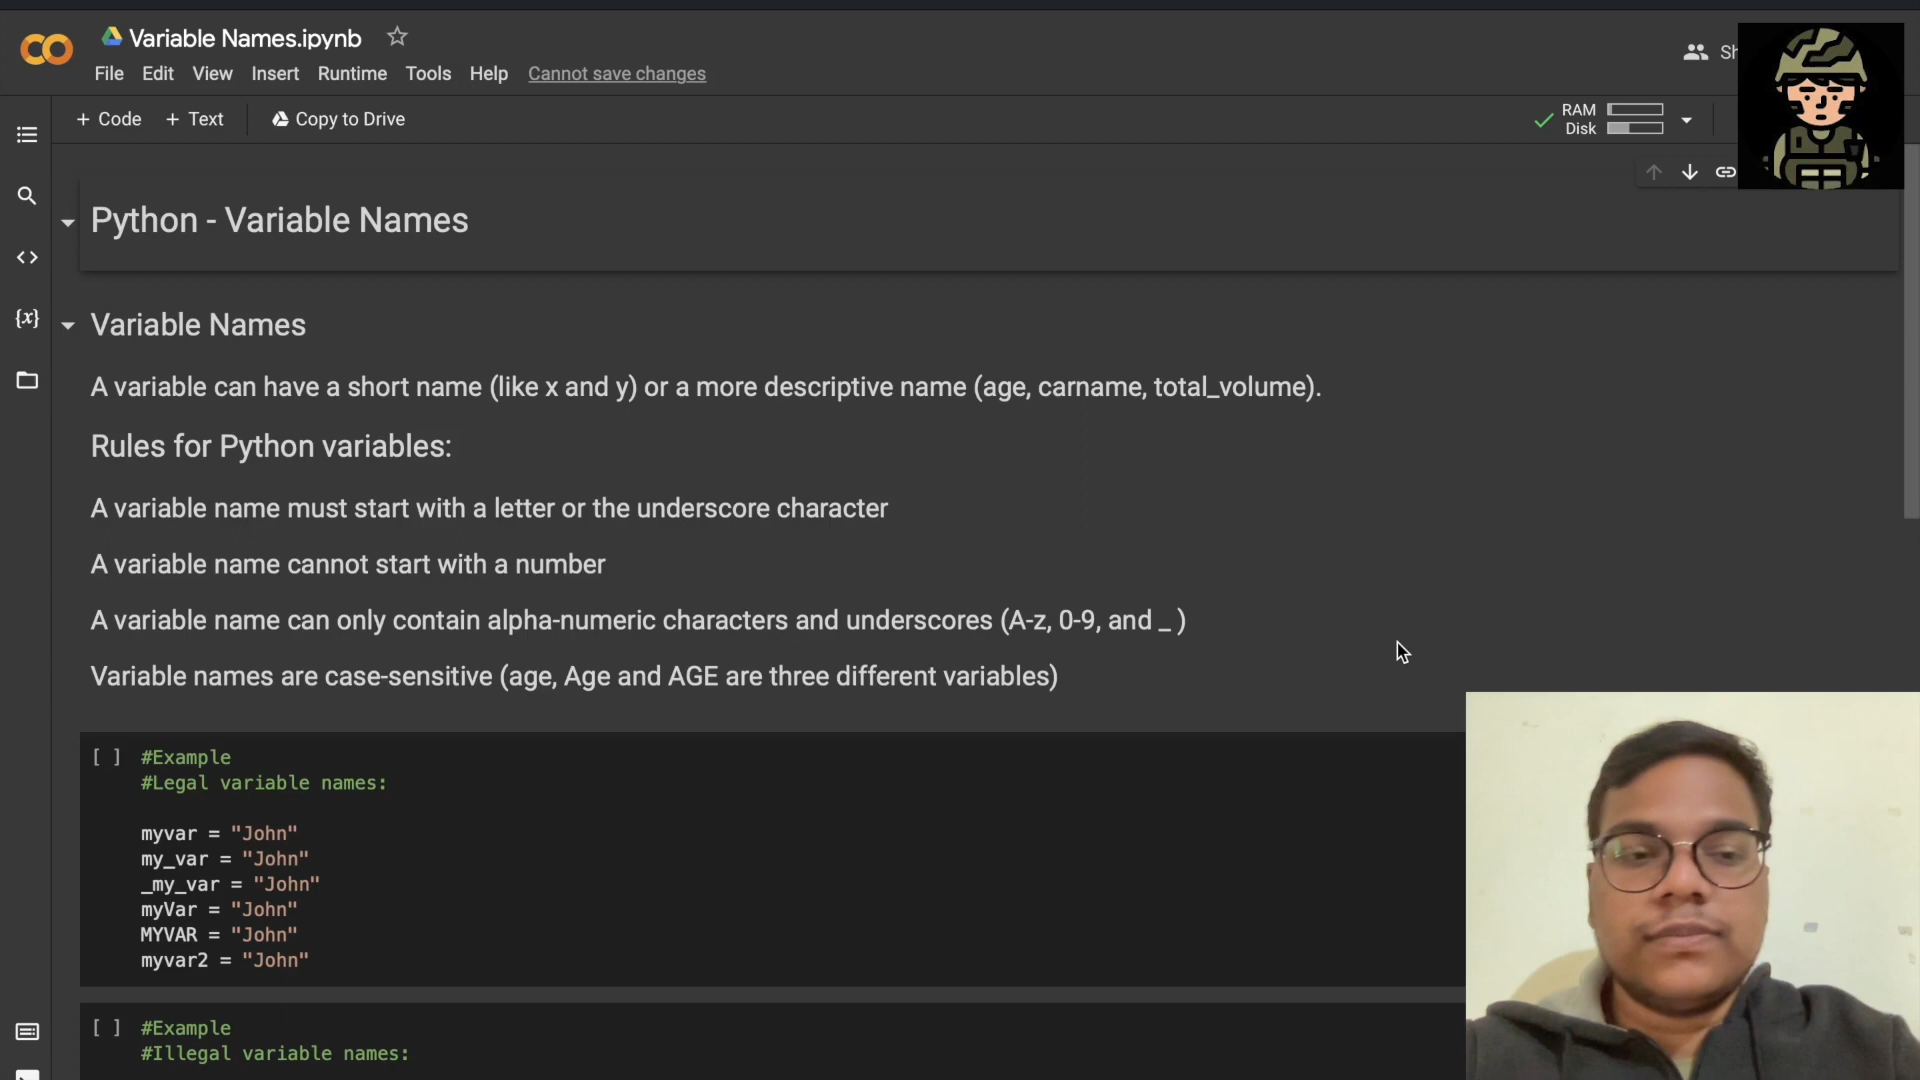 Variable Names.ipynb
File Edit View Insert Runtime Tools Help Cannot save changes
+ Code + Text Copy to Drive
RAM
Disk
Python - Variable Names
Variable Names
A variable can have a short name (like x and y) or a more descriptive name (age, carname, total_volume).
Rules for Python variables:
A variable name must start with a letter or the underscore character
A variable name cannot start with a number
A variable name can only contain alpha-numeric characters and underscores (A-z, 0-9, and _ )
Variable names are case-sensitive (age, Age and AGE are three different variables)
[ ] #Example
#Legal variable names:
myvar = "John"
my_var = "John"
_my_var = "John"
myVar = "John"
MYVAR = "John"
myvar2 = "John"
[ ] #Example
#Illegal variable names: